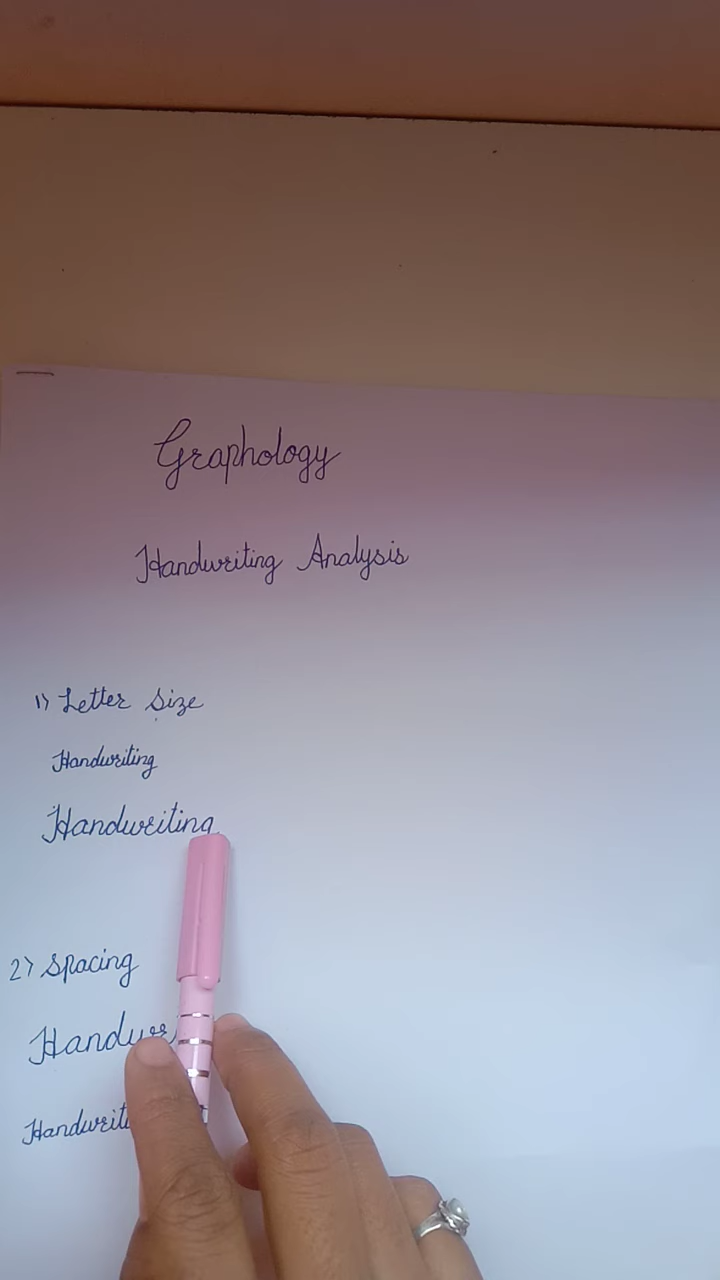 Graphology
Handwriting Analysis
1) Letter Size
Handwriting
Handwriting
2) Spacing